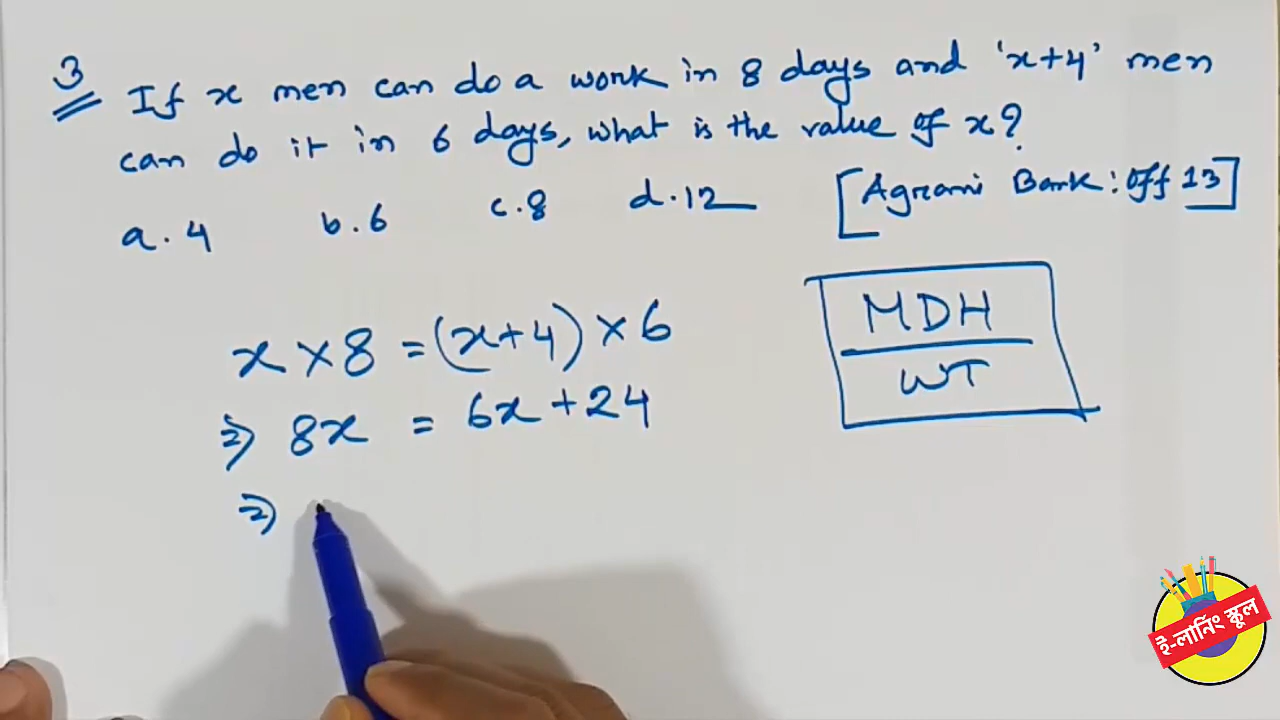 3 If x men can do a work in 8 days and 'x+4' men
can do it in 6 days, what is the value of x?
a. 4 b. 6 c. 8 d. 12 [Agrani Bank: Off 13]
x × 8 = (x+4) × 6
⇒ 8x = 6x + 24
⇒
MDH
WT
ই-লার্নিং স্কুল